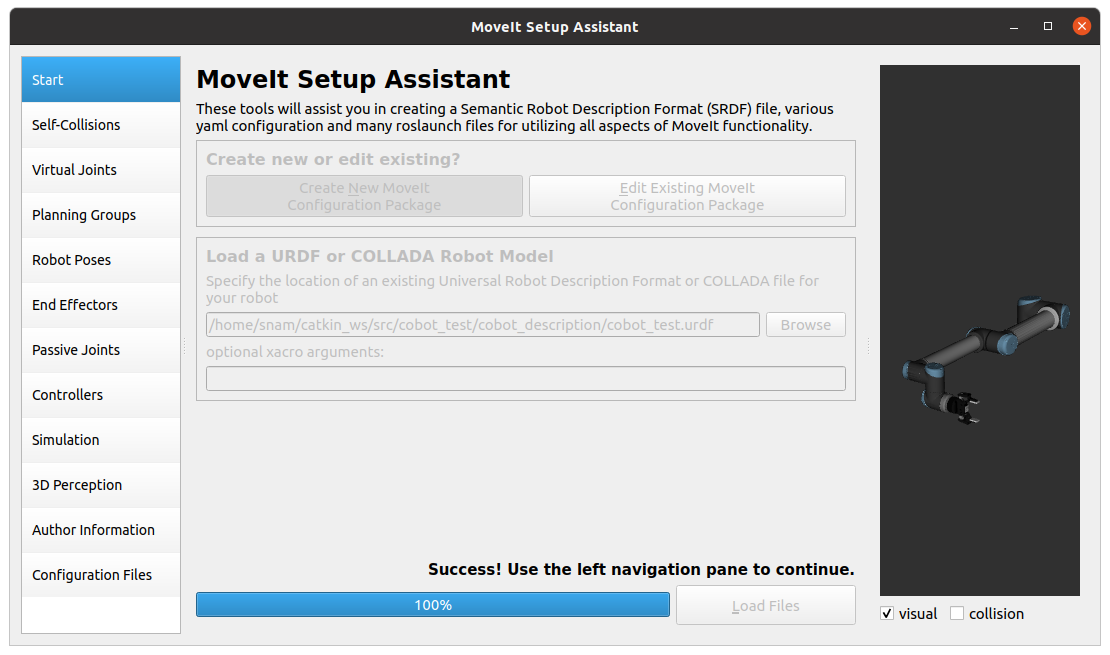 MoveIt Setup Assistant
Start
Self-Collisions
Virtual Joints
Planning Groups
Robot Poses
End Effectors
Passive Joints
Controllers
Simulation
3D Perception
Author Information
Configuration Files
MoveIt Setup Assistant
These tools will assist you in creating a Semantic Robot Description Format (SRDF) file, various
yaml configuration and many roslaunch files for utilizing all aspects of MoveIt functionality.
Create new or edit existing?
Create New MoveIt
Configuration Package
Edit Existing MoveIt
Configuration Package
Load a URDF or COLLADA Robot Model
Specify the location of an existing Universal Robot Description Format or COLLADA file for
your robot
/home/snam/catkin_ws/src/cobot_test/cobot_description/cobot_test.urdf
Browse
optional xacro arguments:
Success! Use the left navigation pane to continue.
100%
Load Files
visual
collision